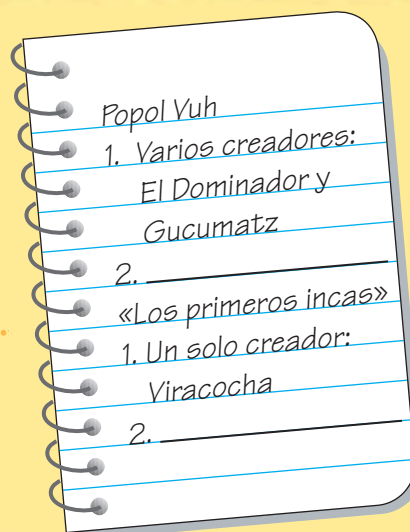 Popol Vuh
1. Varios creadores:
El Dominador y
Gucumatz
2. 
«Los primeros incas»
1. Un solo creador:
Viracocha
2.